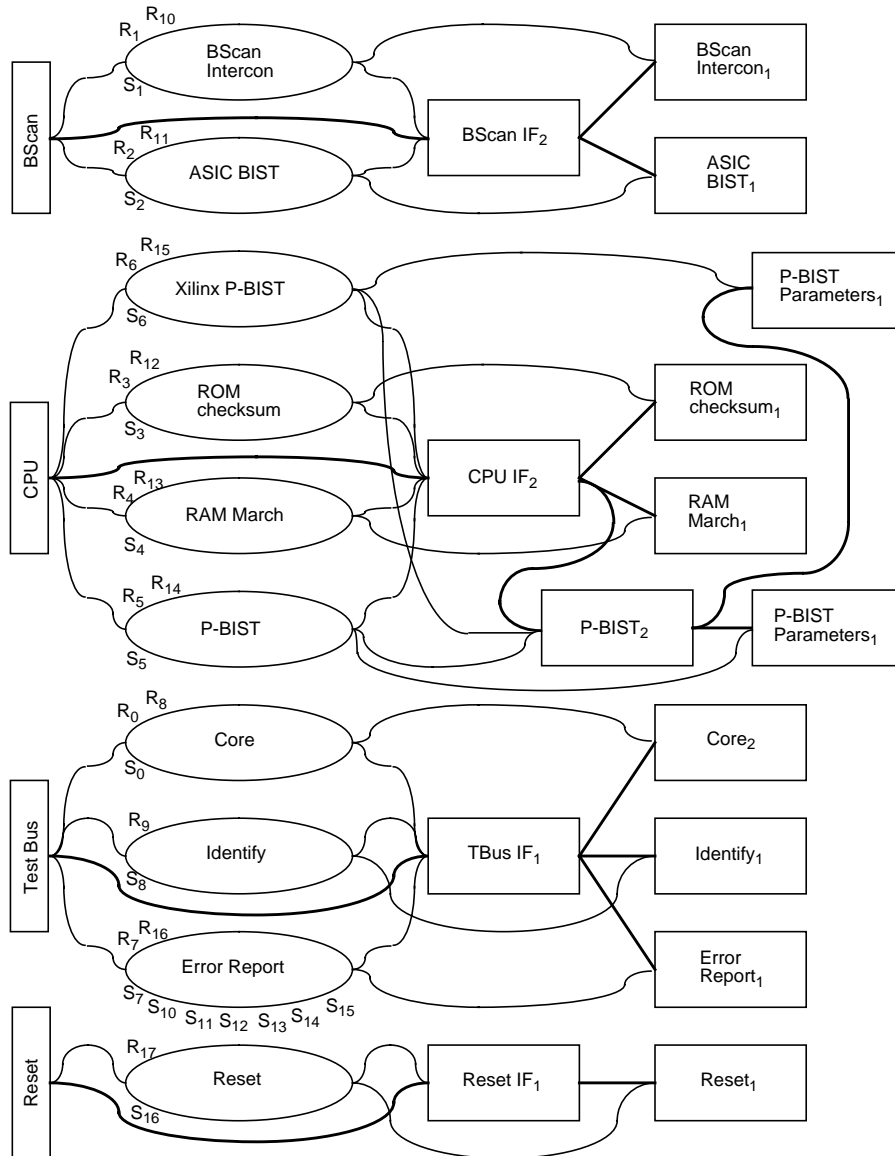 R1 R10
BScan
Intercon
S1
BScan
Intercon1
BScan
BScan IF2
R2 R11
ASIC BIST
S2
ASIC
BIST1
R6 R15
Xilinx P-BIST
S6
P-BIST
Parameters1
R3 R12
ROM
checksum
S3
ROM
checksum1
CPU
CPU IF2
R4 R13
RAM March
S4
RAM
March1
R5 R14
P-BIST
S5
P-BIST2
P-BIST
Parameters1
R0 R8
Core
S0
Core2
Test Bus
R9
Identify
S8
TBus IF1
Identify1
R7 R16
Error Report
S7 S10 S11 S12 S13 S14 S15
Error
Report1
Reset
R17
Reset
S16
Reset IF1
Reset1